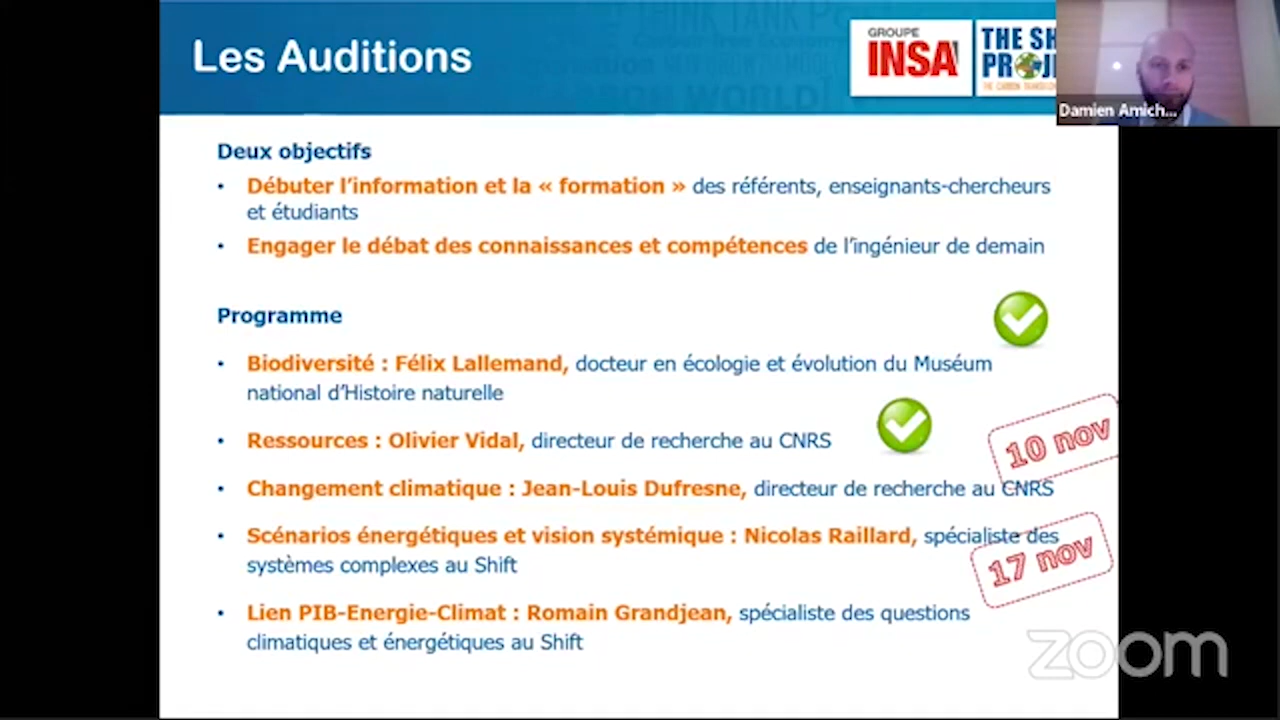 Les Auditions
GROUPE
INSA
THE SH
PROJ
Damien Amich...
Deux objectifs
• Débuter l'information et la « formation » des référents, enseignants-chercheurs
et étudiants
• Engager le débat des connaissances et compétences de l'ingénieur de demain
Programme
• Biodiversité : Félix Lallemand, docteur en écologie et évolution du Muséum
national d'Histoire naturelle
• Ressources : Olivier Vidal, directeur de recherche au CNRS
10 nov
• Changement climatique : Jean-Louis Dufresne, directeur de recherche au CNRS
• Scénarios énergétiques et vision systémique : Nicolas Raillard, spécialiste des
systèmes complexes au Shift
17 nov
• Lien PIB-Energie-Climat : Romain Grandjean, spécialiste des questions
climatiques et énergétiques au Shift
zoom